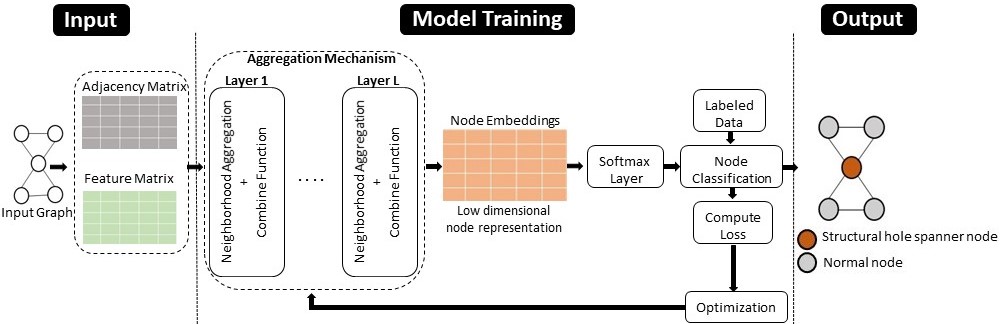 Input
Model Training
Output
Adjacency Matrix
Feature Matrix
Input Graph
Aggregation Mechanism
Layer 1
Neighborhood Aggregation
+
Combine Function
. . . .
Layer L
Neighborhood Aggregation
+
Combine Function
Node Embeddings
Low dimensional
node representation
Softmax
Layer
Labeled
Data
Node
Classification
Compute
Loss
Optimization
Structural hole spanner node
Normal node